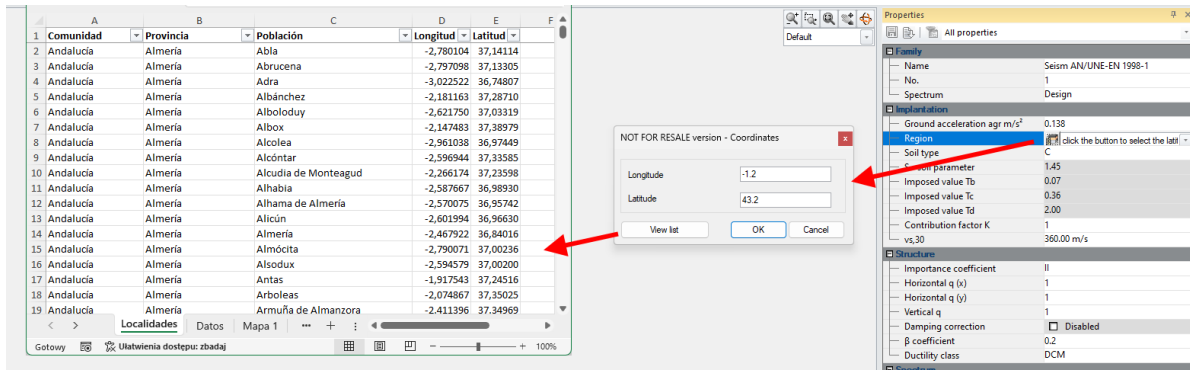 A B C D E F
1 Comunidad Provincia Población Longitud Latitud
2 Andalucía Almería Abla -2,780104 37,14114
3 Andalucía Almería Abrucena -2,797098 37,13305
4 Andalucía Almería Adra -3,022522 36,74807
5 Andalucía Almería Albánchez -2,181163 37,28710
6 Andalucía Almería Alboloduy -2,621750 37,03319
7 Andalucía Almería Albox -2,147483 37,38979
8 Andalucía Almería Alcolea -2,961038 36,97449
9 Andalucía Almería Alcóntar -2,596944 37,33585
10 Andalucía Almería Alcudia de Monteagud -2,266174 37,23598
11 Andalucía Almería Alhabia -2,587667 36,98930
12 Andalucía Almería Alhama de Almería -2,570075 36,95742
13 Andalucía Almería Alicún -2,601994 36,96630
14 Andalucía Almería Almería -2,467922 36,84016
15 Andalucía Almería Almócita -2,790071 37,00236
16 Andalucía Almería Alsodux -2,594579 37,00200
17 Andalucía Almería Antas -1,917543 37,24516
18 Andalucía Almería Arboleas -2,074867 37,35025
19 Andalucía Almería Armuña de Almanzora -2,411396 37,34969
Localidades Datos Mapa 1
Gotowy Ułatwienia dostępu: zbadaj 100%
NOT FOR RESALE version - Coordinates
Longitude -1.2
Latitude 43.2
View list OK Cancel
Default
Properties
All properties
Family
Name Seism AN/UNE-EN 1998-1
No. 1
Spectrum Design
Implantation
Ground acceleration agr m/s² 0.138
Region click the button to select the lati
Soil type C
parameter 1.45
Imposed value Tb 0.07
Imposed value Tc 0.36
Imposed value Td 2.00
Contribution factor K 1
vs,30 360.00 m/s
Structure
Importance coefficient II
Horizontal q (x) 1
Horizontal q (y) 1
Vertical q 1
Damping correction Disabled
β coefficient 0.2
Ductility class DCM
Spectrum